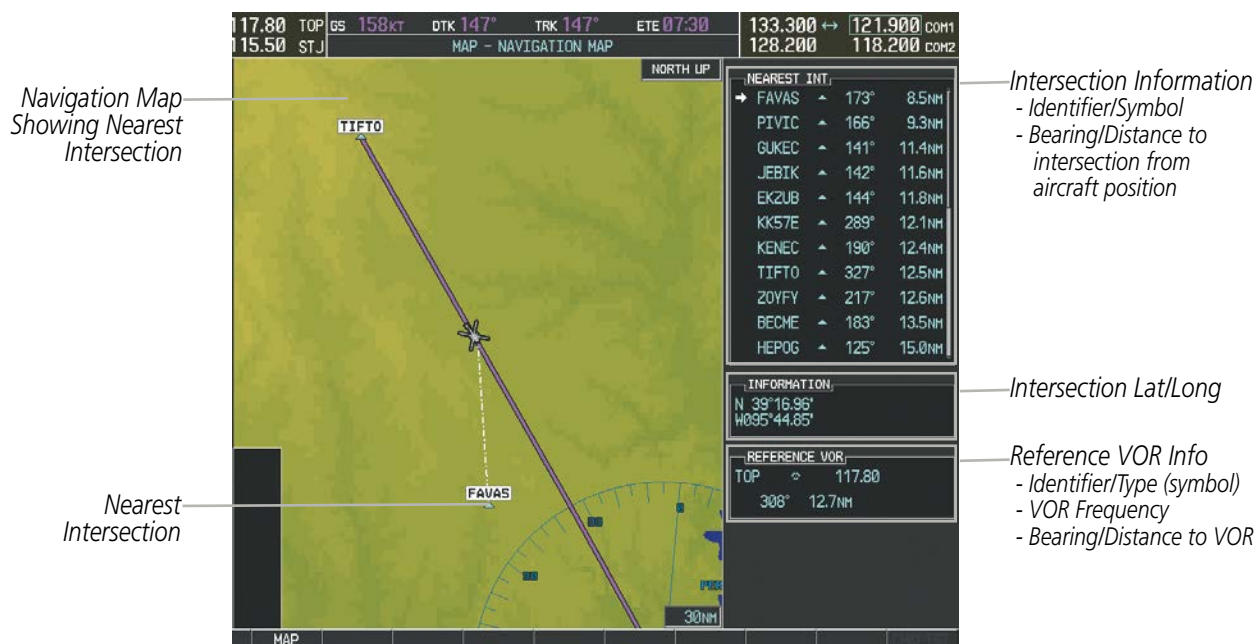 117.80 TOP GS 158KT DTK 147° TRK 147° ETE 07:30 133.300 ↔ 121.900 COM1
115.50 STJ MAP - NAVIGATION MAP 128.200 118.200 COM2
NORTH UP
Navigation Map
Showing Nearest
Intersection
TIFTO
FAVAS
Nearest
Intersection
30NM
NEAREST INT
FAVAS 173° 8.5NM
PIVIC 166° 9.3NM
GUKEC 141° 11.4NM
JEBIK 142° 11.6NM
EKZUB 144° 11.8NM
KK57E 289° 12.1NM
KENEC 190° 12.4NM
TIFTO 327° 12.5NM
ZOYFY 217° 12.6NM
BECME 183° 13.5NM
HEPOG 125° 15.0NM
INFORMATION
N 39°16.96'
W095°44.85'
REFERENCE VOR
TOP 117.80
308° 12.7NM
Intersection Information
- Identifier/Symbol
- Bearing/Distance to
intersection from
aircraft position
Intersection Lat/Long
Reference VOR Info
- Identifier/Type (symbol)
- VOR Frequency
- Bearing/Distance to VOR
MAP